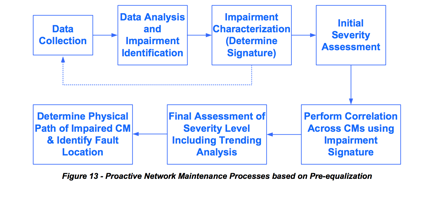 Data
Collection
Data Analysis
and
Impairment
Identification
Impairment
Characterization
(Determine
Signature)
Initial
Severity
Assessment
Determine Physical
Path of Impaired CM
& Identify Fault
Location
Final Assessment of
Severity Level
Including Trending
Analysis
Perform Correlation
Across CMs using
Impairment
Signature
Figure 13 - Proactive Network Maintenance Processes based on Pre-equalization